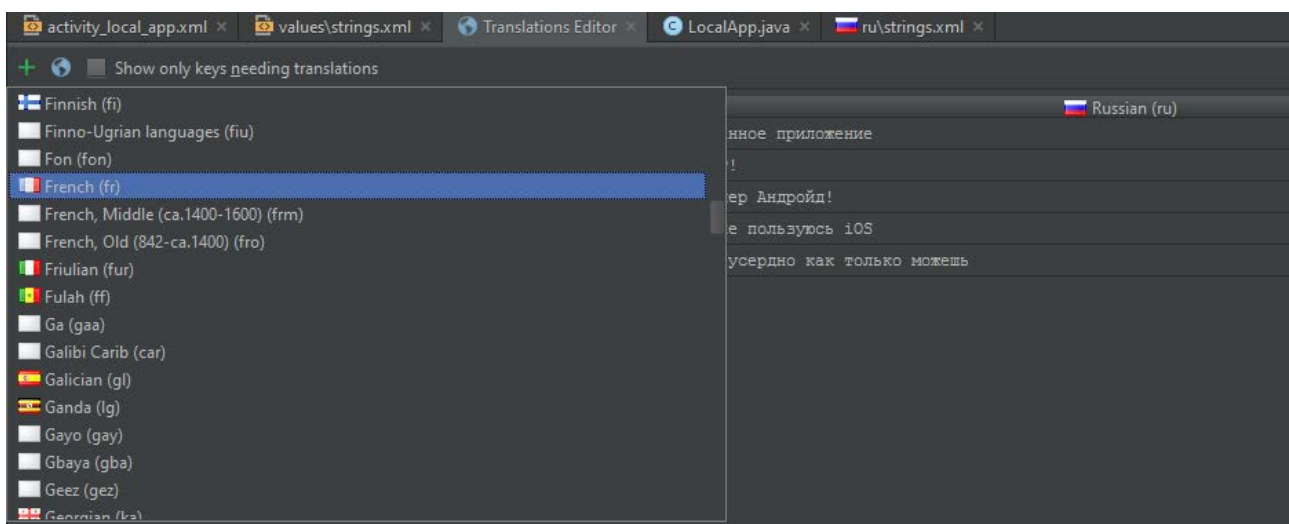 activity_local_app.xml values\strings.xml Translations Editor LocalApp.java ru\strings.xml
Show only keys needing translations
Finnish (fi)
Russian (ru)
Finno-Ugrian languages (fiu)
нное приложение
Fon (fon)
!
French (fr)
ер Андройд!
French, Middle (ca.1400-1600) (frm)
е пользуюсь iOS
French, Old (842-ca.1400) (fro)
усердно как только можешь
Friulian (fur)
Fulah (ff)
Ga (gaa)
Galibi Carib (car)
Galician (gl)
Ganda (lg)
Gayo (gay)
Gbaya (gba)
Geez (gez)
Georgian (ka)